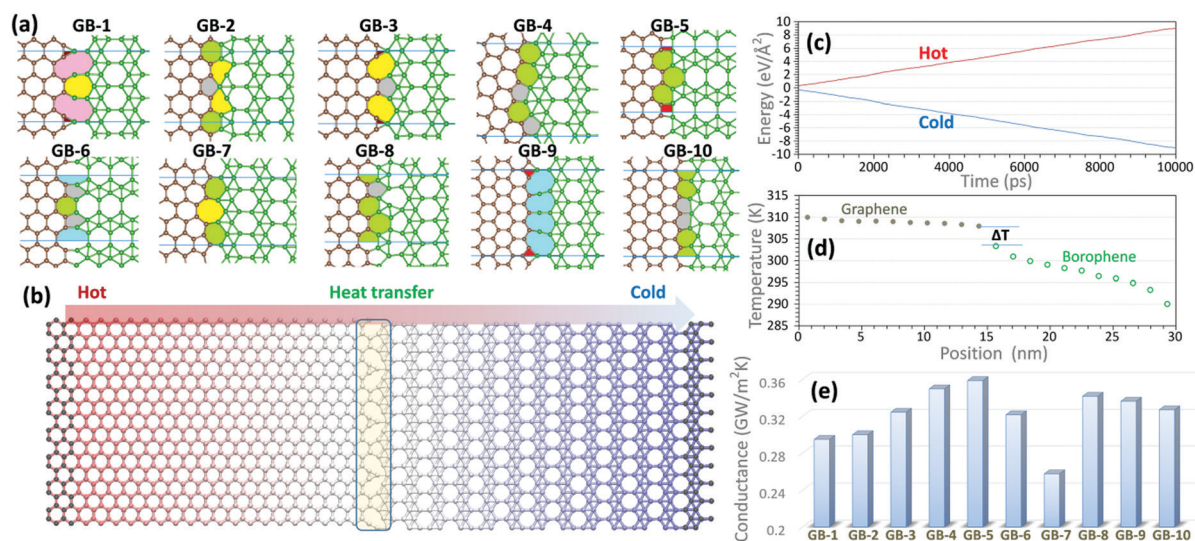 (a)
GB-1 GB-2 GB-3 GB-4 GB-5
GB-6 GB-7 GB-8 GB-9 GB-10
(b)
Hot Heat transfer Cold
(c)
Energy (eV/Å²)
10
8
6
4
2
0
-2
-4
-6
-8
-10
Hot
Cold
0 2000 4000 6000 8000 10000
Time (ps)
(d)
Temperature (K)
315
310
305
300
295
290
285
Graphene
ΔT
Borophene
0 5 10 15 20 25 30
Position (nm)
(e)
Conductance (GW/m²K)
0.36
0.32
0.28
0.24
0.2
GB-1 GB-2 GB-3 GB-4 GB-5 GB-6 GB-7 GB-8 GB-9 GB-10